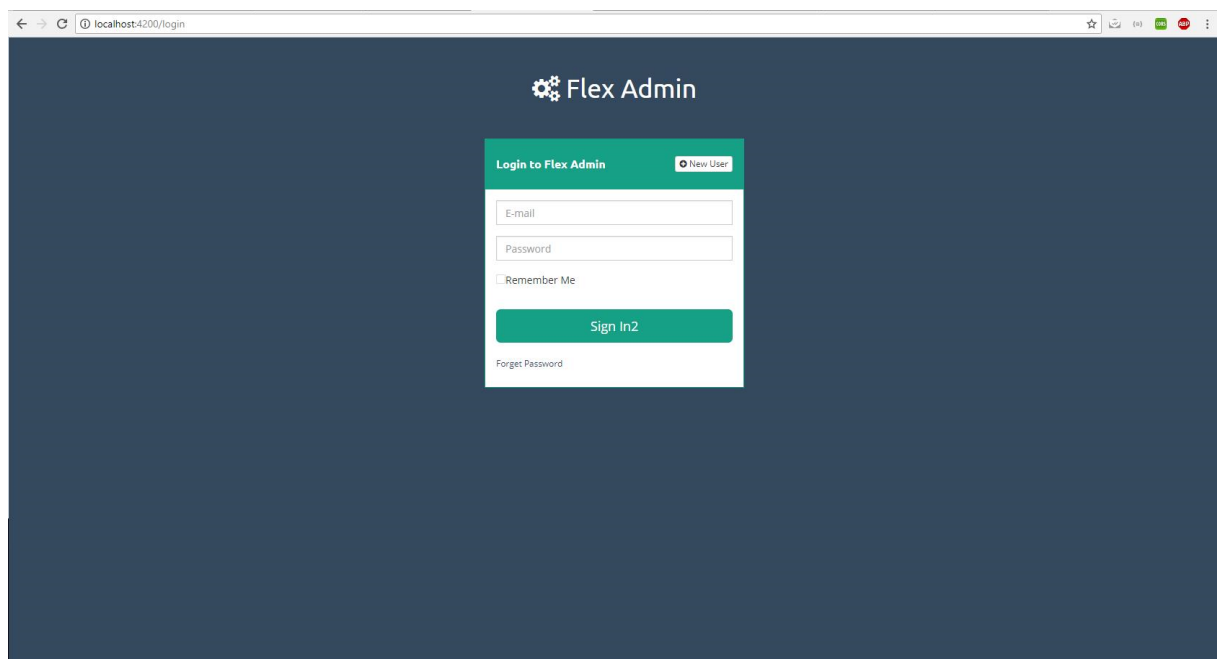 localhost:4200/login
Flex Admin
Login to Flex Admin
New User
E-mail
Password
Remember Me
Sign In2
Forget Password
ABP